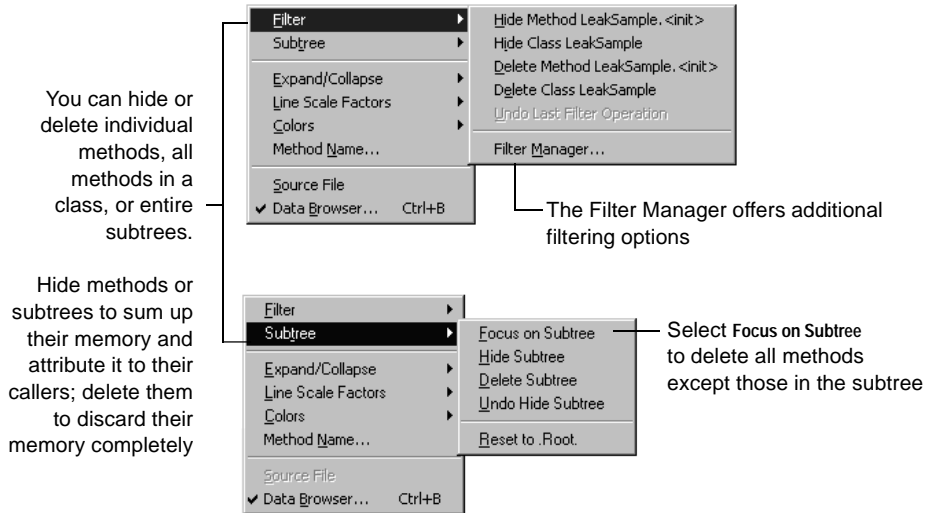 Filter
Subtree
Expand/Collapse
Line Scale Factors
Colors
Method Name...
Source File
Data Browser... Ctrl+B
Hide Method LeakSample.<init>
Hide Class LeakSample
Delete Method LeakSample.<init>
Delete Class LeakSample
Undo Last Filter Operation
Filter Manager...
You can hide or
delete individual
methods, all
methods in a
class, or entire
subtrees.
The Filter Manager offers additional
filtering options
Hide methods or
subtrees to sum up
their memory and
attribute it to their
callers; delete them
to discard their
memory completely
Filter
Subtree
Expand/Collapse
Line Scale Factors
Colors
Method Name...
Source File
Data Browser... Ctrl+B
Focus on Subtree
Hide Subtree
Delete Subtree
Undo Hide Subtree
Reset to .Root.
Select Focus on Subtree
to delete all methods
except those in the subtree